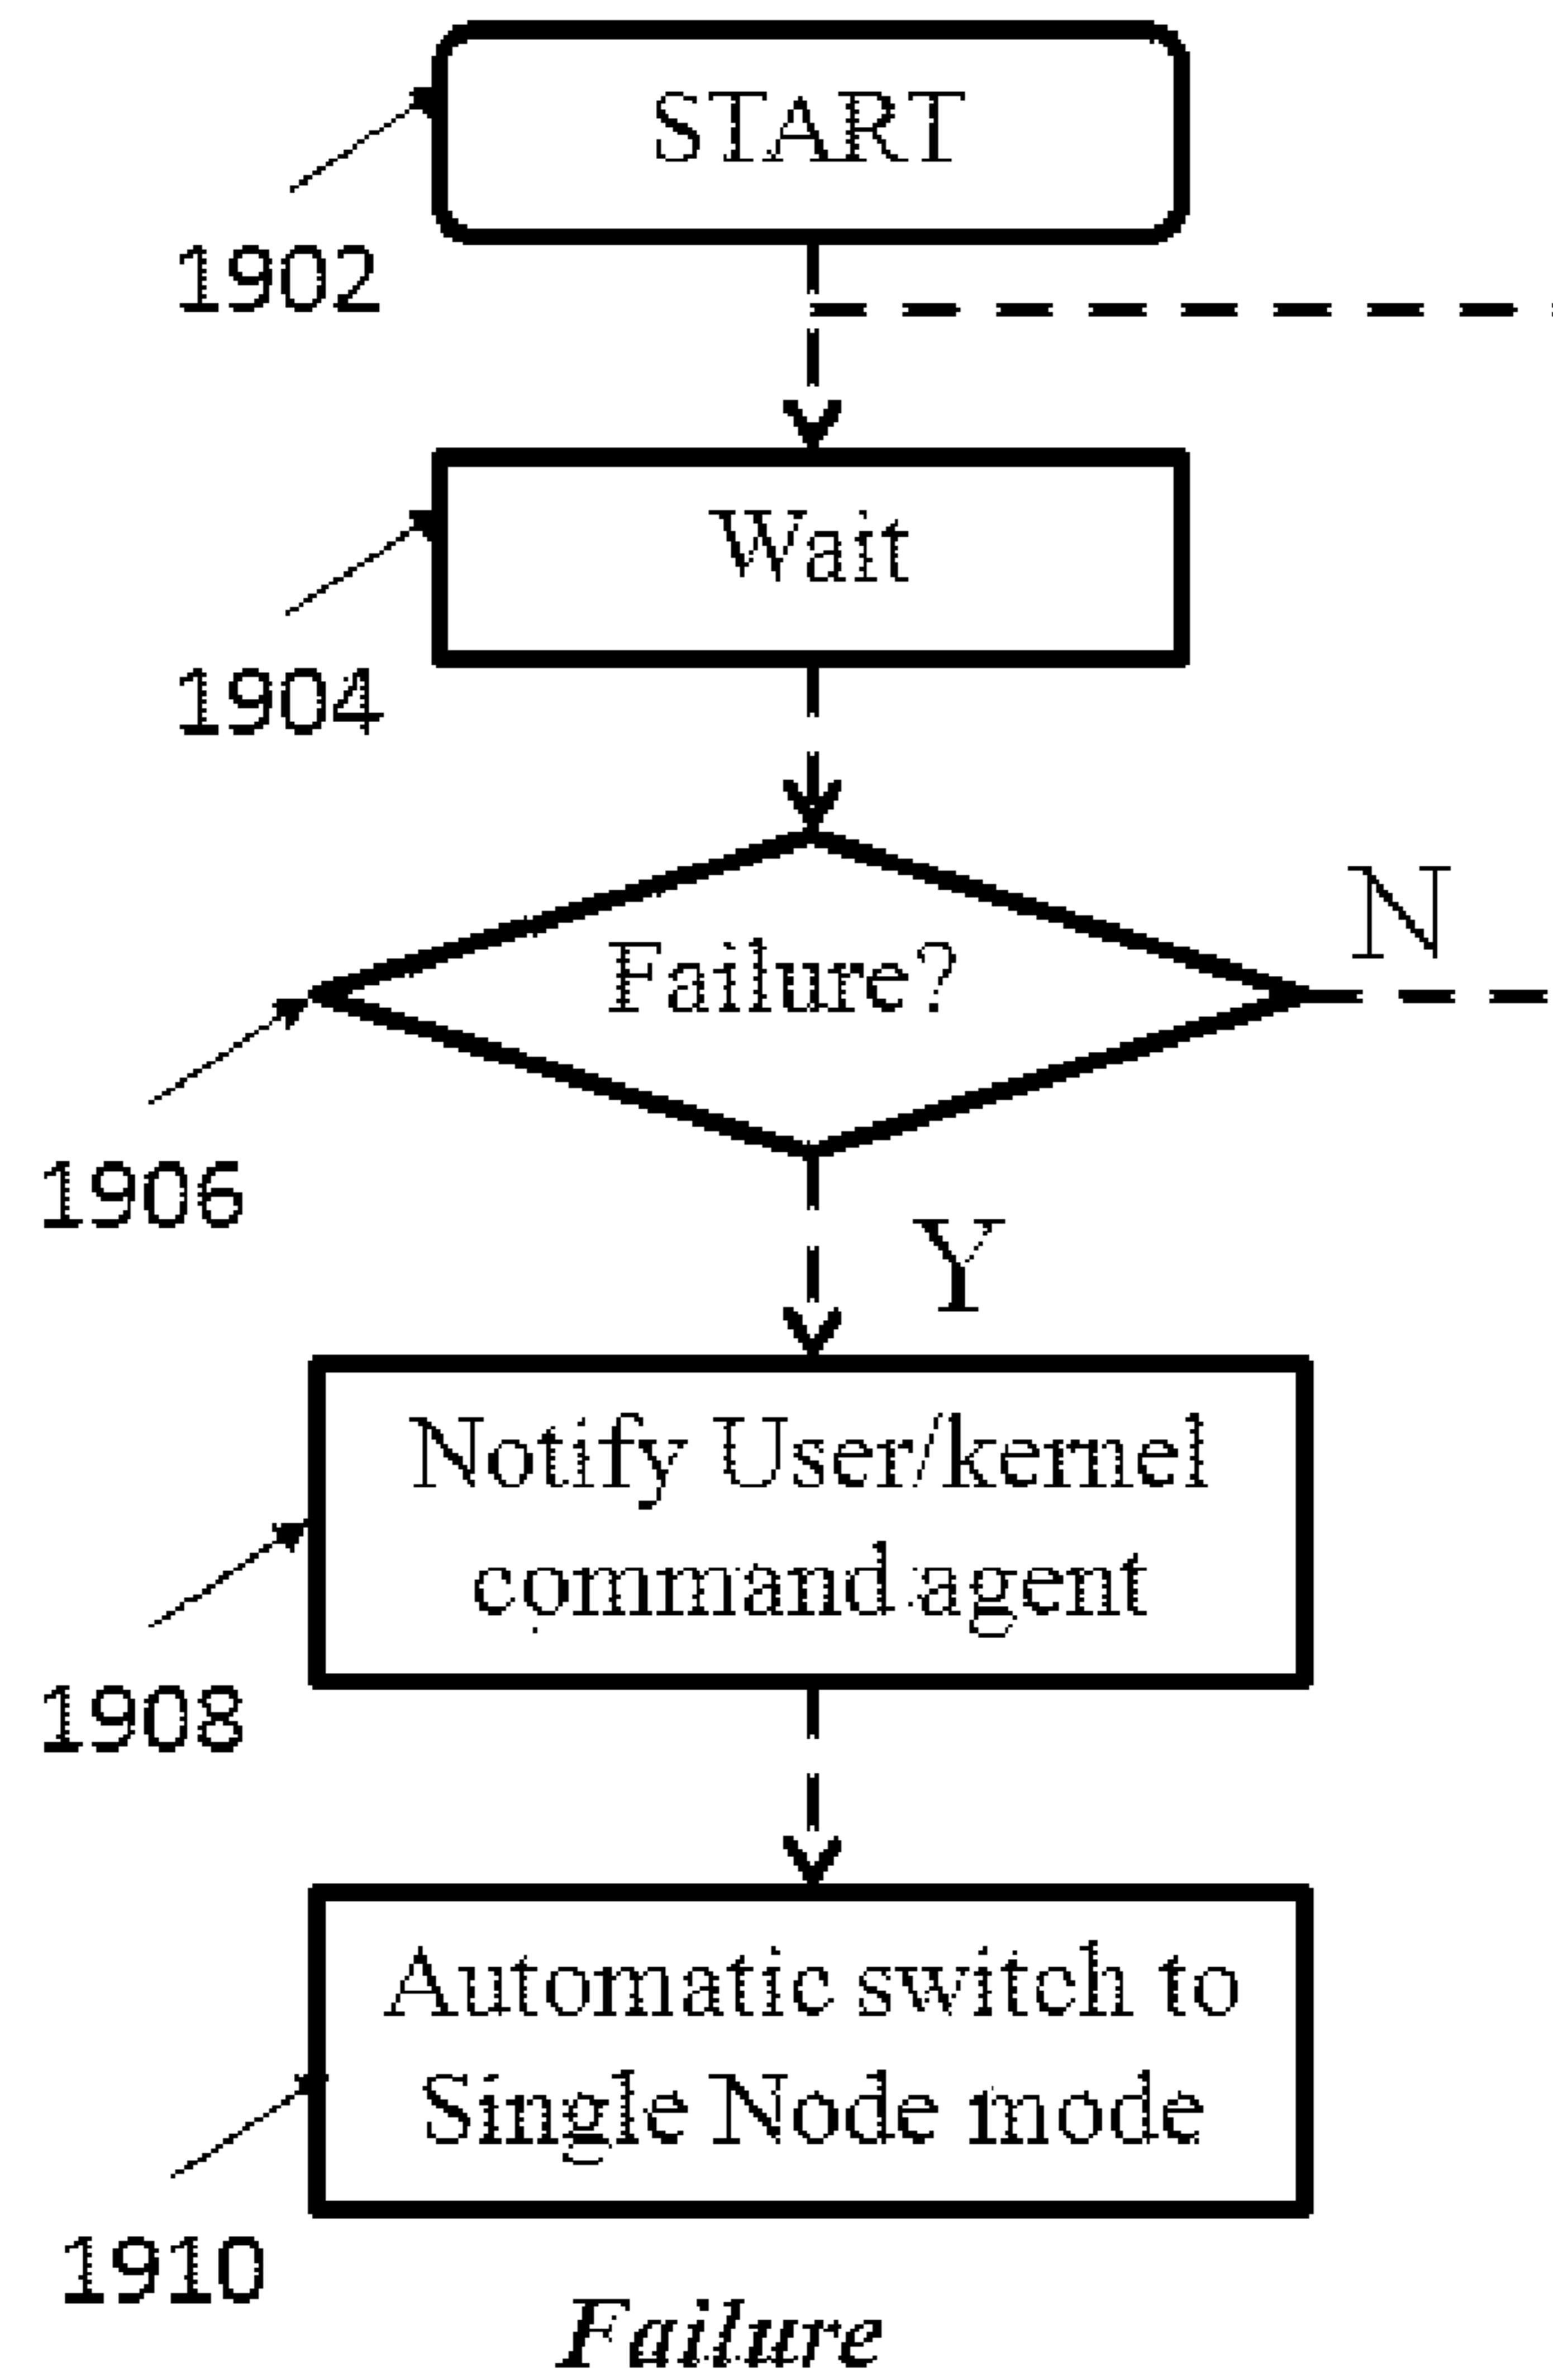 START
1902
Wait
1904
N
Failure?
1906
Y
Notify User/kernel
command agent
1908
Automatic switch to
Single Node mode
1910
Failure